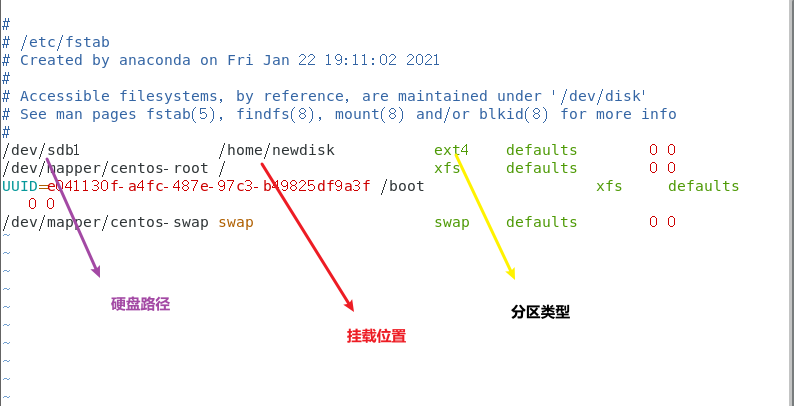 #
# /etc/fstab
# Created by anaconda on Fri Jan 22 19:11:02 2021
#
# Accessible filesystems, by reference, are maintained under '/dev/disk'
# See man pages fstab(5), findfs(8), mount(8) and/or blkid(8) for more info
#
/dev/sdb1 /home/newdisk ext4 defaults 0 0
/dev/mapper/centos-root / xfs defaults 0 0
UUID=e041130f-a4fc-487e-97c3-b49825df9a3f /boot xfs defaults
0 0
/dev/mapper/centos-swap swap swap defaults 0 0
~
~
~
~
硬盘路径
分区类型
~
挂载位置
~
~
~
~